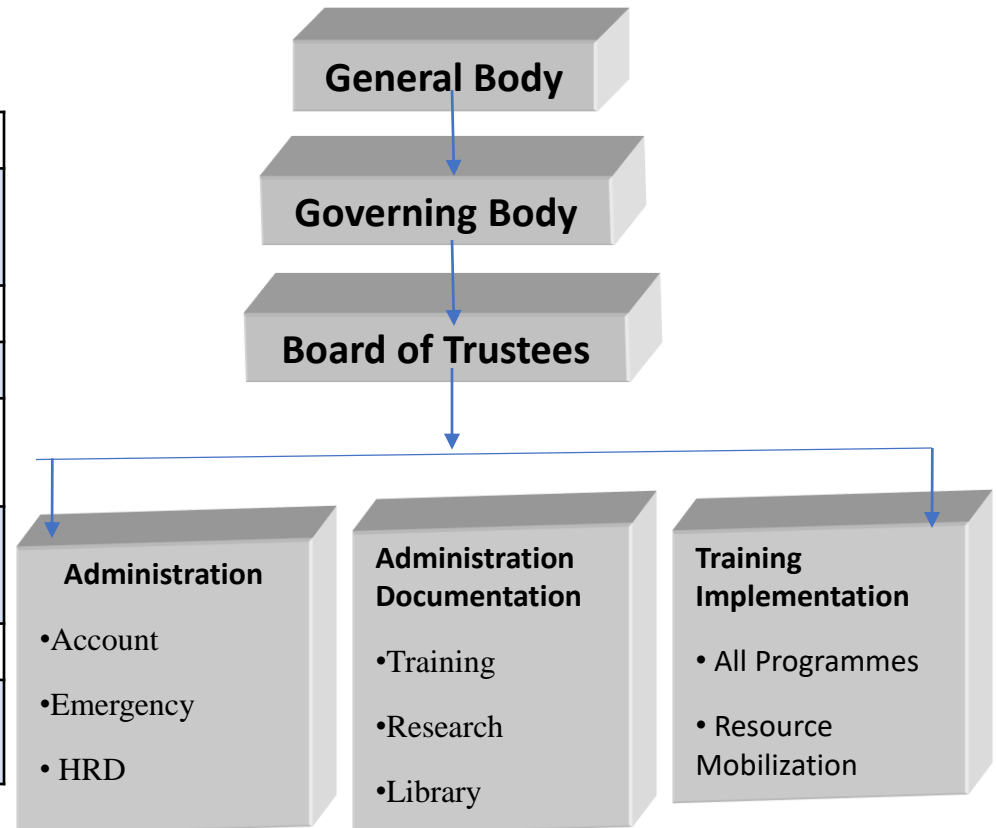 General Body
Governing Body
Board of Trustees
Administration
•Account
•Emergency
• HRD
Administration
Documentation
•Training
•Research
•Library
Training
Implementation
• All Programmes
• Resource
Mobilization